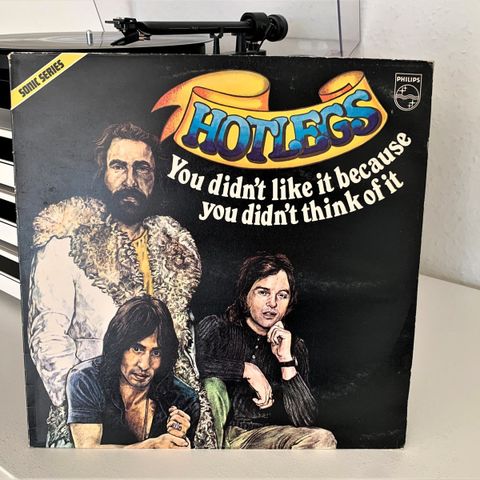 SONIC SERIES
PHILIPS
HOTLEGS
You didn't like it because
you didn't think of it